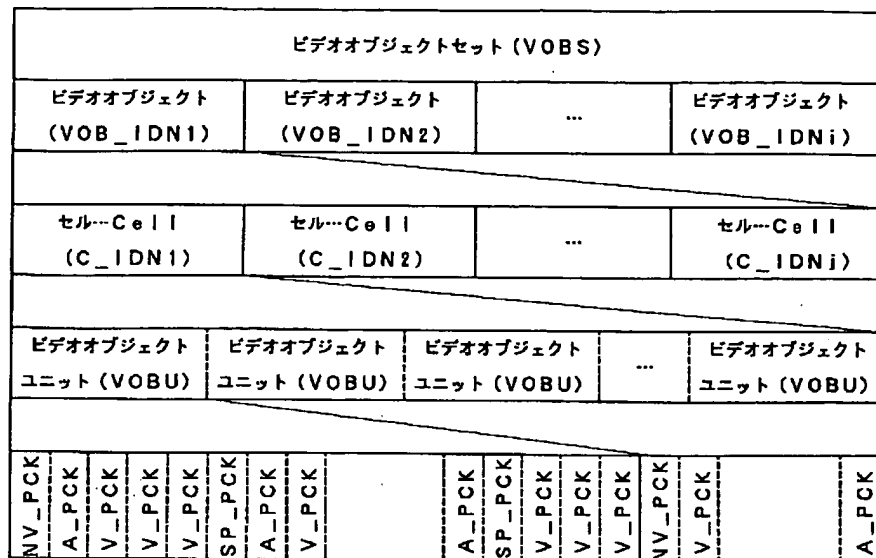 ビデオオブジェクトセット(VOBS)
ビデオオブジェクト
(VOB_IDN1)
ビデオオブジェクト
(VOB_IDN2)
…
ビデオオブジェクト
(VOB_IDNi)
セル…Cell
(C_IDN1)
セル…Cell
(C_IDN2)
…
セル…Cell
(C_IDNj)
ビデオオブジェクト
ユニット(VOBU)
ビデオオブジェクト
ユニット(VOBU)
ビデオオブジェクト
ユニット(VOBU)
…
ビデオオブジェクト
ユニット(VOBU)
NV_PCK
A_PCK
V_PCK
V_PCK
V_PCK
SP_PCK
A_PCK
V_PCK
A_PCK
SP_PCK
V_PCK
V_PCK
V_PCK
NV_PCK
V_PCK
A_PCK